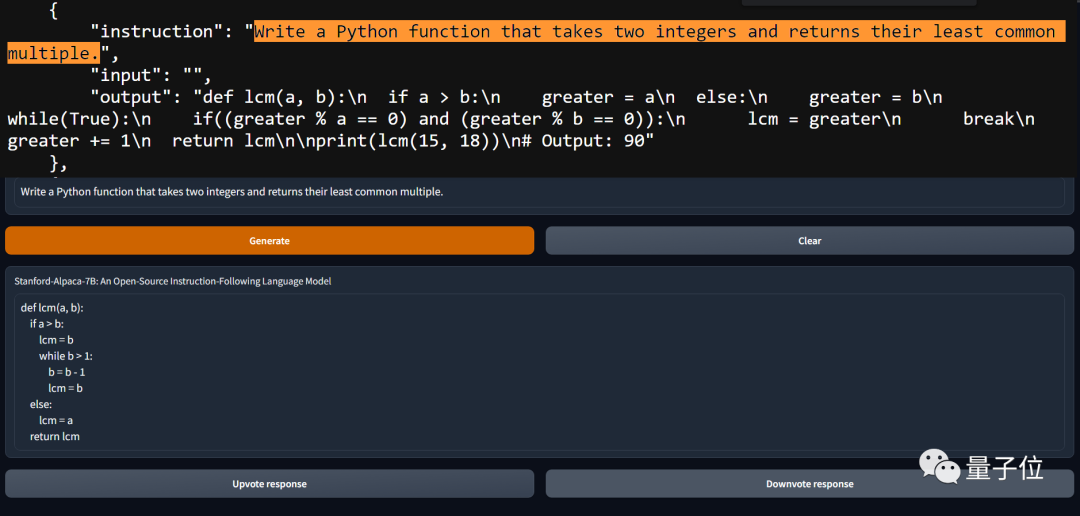 {
"instruction": "Write a Python function that takes two integers and returns their least common
multiple.",
"input": "",
"output": "def lcm(a, b):\n  if a > b:\n    greater = a\n  else:\n    greater = b\n
while(True):\n    if((greater % a == 0) and (greater % b == 0)):\n      lcm = greater\n      break\n
greater += 1\n  return lcm\n\nprint(lcm(15, 18))\n# Output: 90"
},
Write a Python function that takes two integers and returns their least common multiple.
Generate
Clear
Stanford-Alpaca-7B: An Open-Source Instruction-Following Language Model
def lcm(a, b):
if a > b:
lcm = b
while b > 1:
b = b - 1
lcm = b
else:
lcm = a
return lcm
量子位
Upvote response
Downvote response